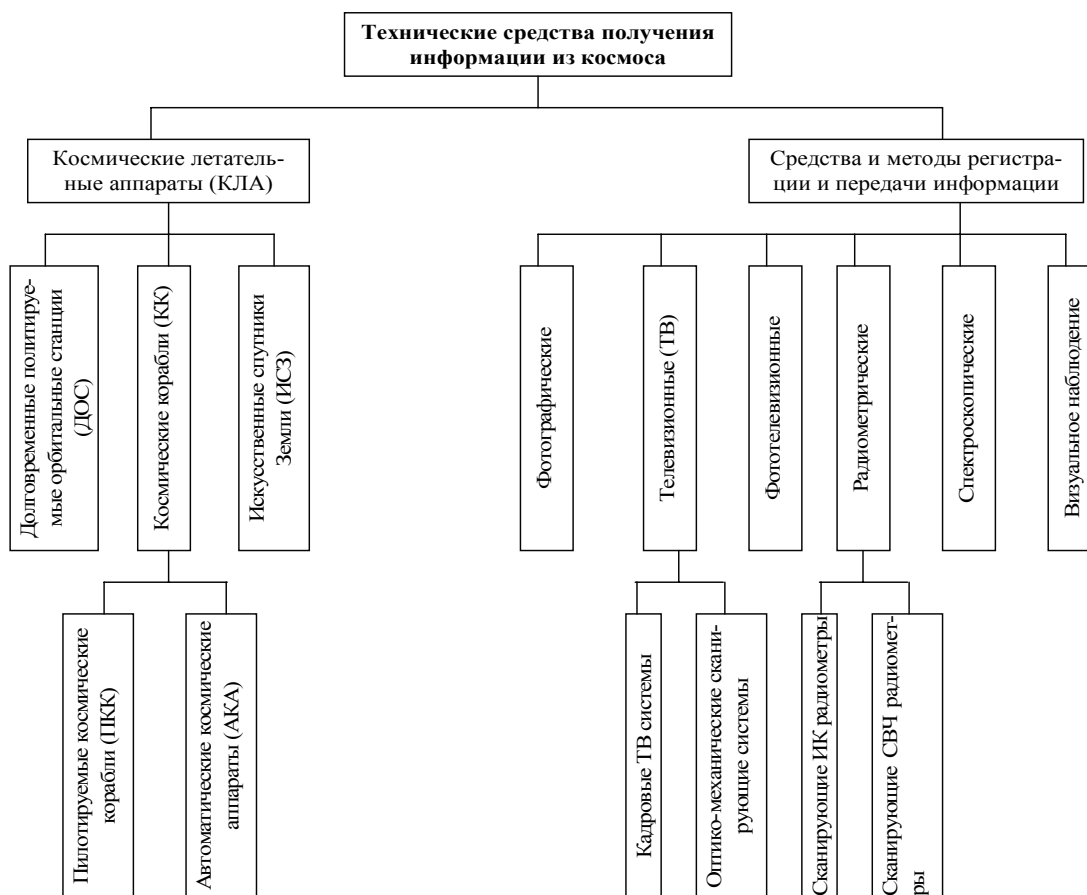 Технические средства получения
информации из космоса
Космические летатель-
ные аппараты (КЛА)
Средства и методы регистра-
ции и передачи информации
Долговременные политируе-
мые орбитальные станции
(ДОС)
Космические корабли (КК)
Искусственные спутники
Земли (ИСЗ)
Фотографические
Телевизионные (ТВ)
Фототелевизионные
Радиометрические
Спектроскопические
Визуальное наблюдение
Пилотируемые космические
корабли (ПКК)
Автоматические космические
аппараты (АКА)
Кадровые ТВ системы
Оптико-механические скани-
рующие системы
Сканирующие ИК радиометры
Сканирующие СВЧ радиомет-
ры